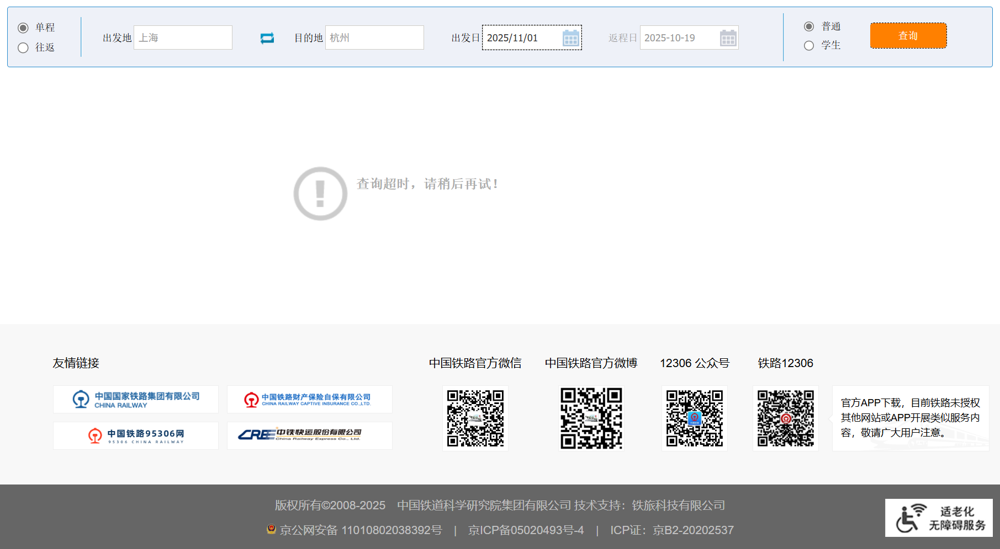 单程
往返
出发地 上海
目的地 杭州
出发日 2025/11/01
返程日 2025-10-19
普通
学生
查询
查询超时，请稍后再试！
友情链接
中国国家铁路集团有限公司
CHINA RAILWAY
中国铁路财产保险自保有限公司
CHINA RAILWAY CAPTIVE INSURANCE CO.,LTD.
中国铁路95306网
95306 CHINA RAILWAY
CRE 中铁快运股份有限公司
China Railway Express Co., Ltd.
中国铁路官方微信
中国铁路官方微博
12306 公众号
铁路12306
官方APP下载，目前铁路未授权
其他网站或APP开展类似服务内
容，敬请广大用户注意。
版权所有©2008-2025 中国铁道科学研究院集团有限公司 技术支持：铁旅科技有限公司
京公网安备 11010802038392号 | 京ICP备05020493号-4 | ICP证：京B2-20202537
适老化
无障碍服务